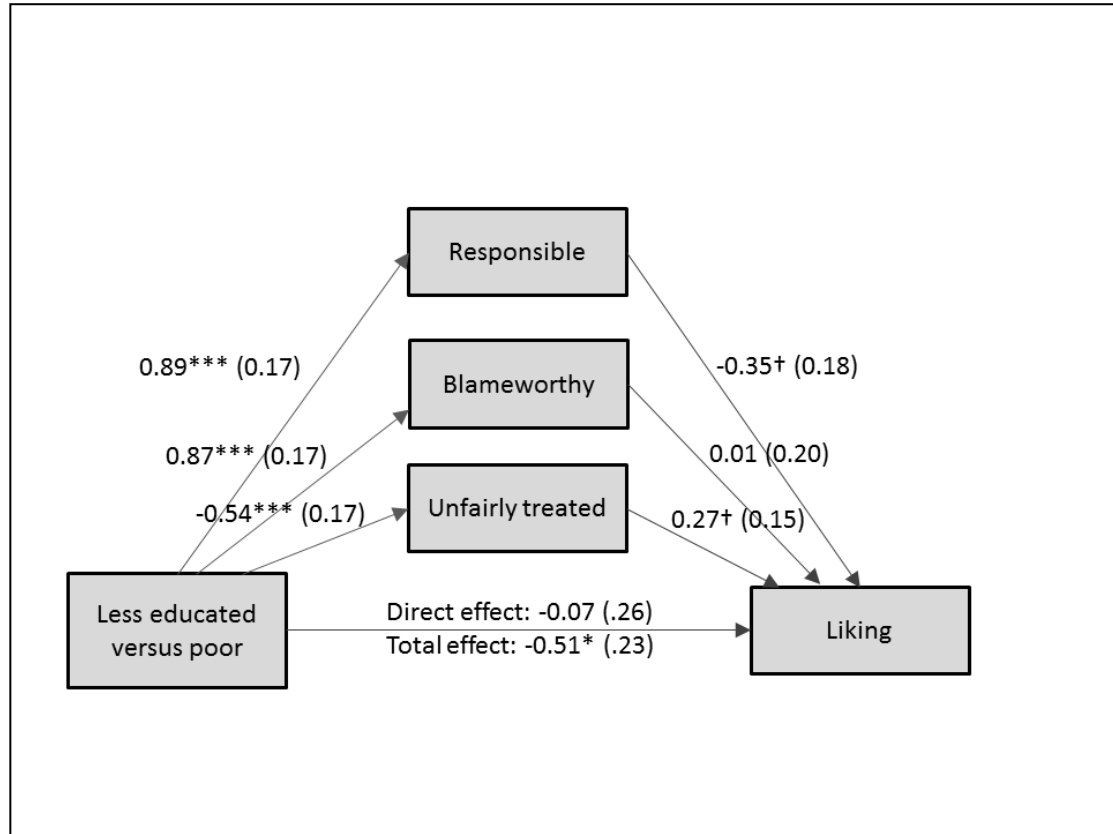 Responsible
0.89*** (0.17)
-0.35† (0.18)
Blameworthy
0.87*** (0.17)
0.01 (0.20)
-0.54*** (0.17)
Unfairly treated
0.27† (0.15)
Less educated
versus poor
Direct effect: -0.07 (.26)
Total effect: -0.51* (.23)
Liking